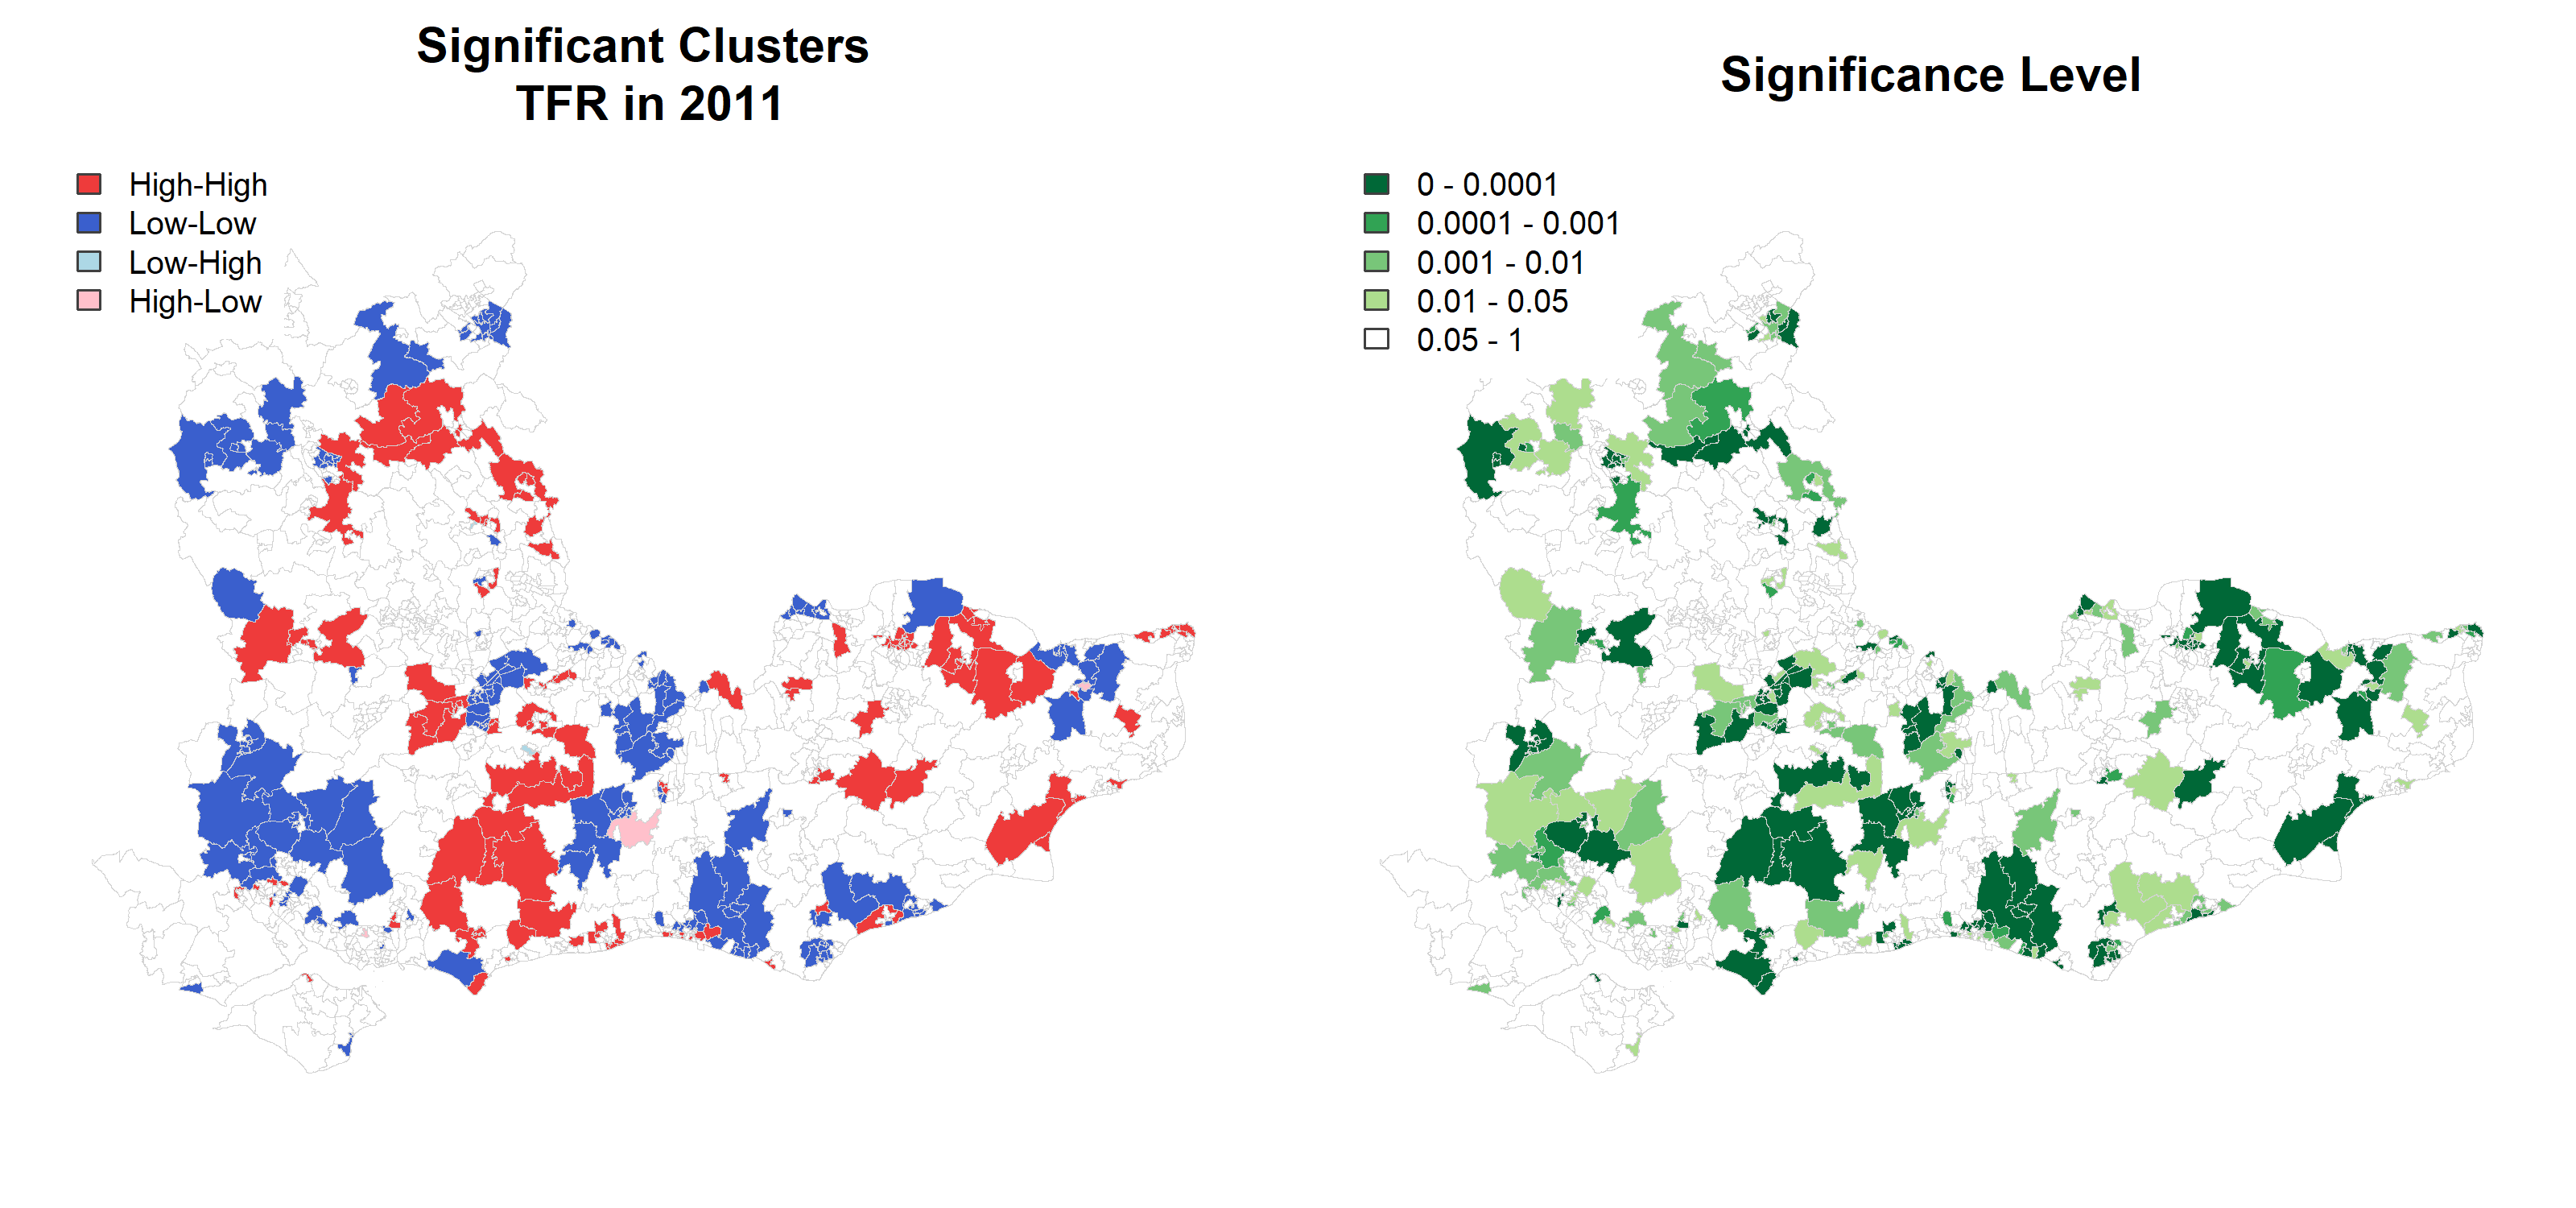 Significant Clusters
TFR in 2011
High-High
Low-Low
Low-High
High-Low
Significance Level
0 - 0.0001
0.0001 - 0.001
0.001 - 0.01
0.01 - 0.05
0.05 - 1